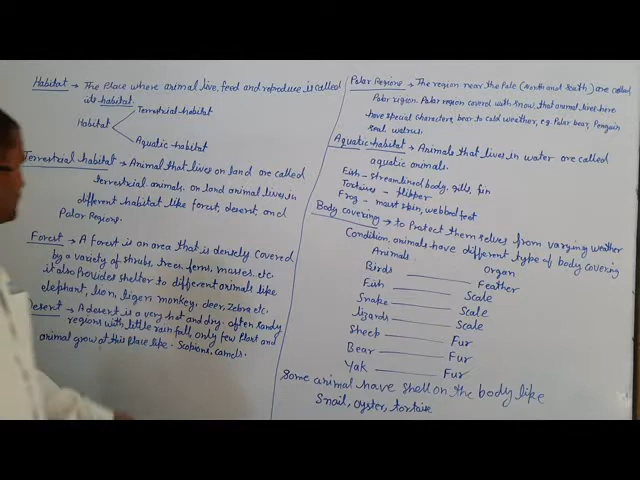 Habitat → The Place where animal live, feed and reproduce is called
its habitat.
Habitat
Terrestrial habitat
Aquatic habitat
Terrestrial habitat → Animal that lives on land are called
terrestrial animals. on land animal lives in
different habitat like forest, desert, and
Polar Regions.
Forest → A forest is an area that is densely covered
by a variety of shrubs, trees, ferns, masses, etc
it also provides shelter to different animals like
elephant, lion, tiger, monkey, deer, Zebra etc.
Desert → A desert is a very hot and dry. often Sandy
regions with little rain fall, only few Plant and
animal grow at this place like - Scopione, camels.
Polar Regions → The region near the Pole (North and South) are called
Polar region. Polar region covered with snow, that animal lives here
have special characters, bear to cold weather, e.g. Polar bear, Penguin
seal walrus.
Aquatic habitat → Animals that lives in water are called
aquatic animals.
Fish - streamlined body, gills, fin
Tortoises - flipper
Frog - moist skin, webbed feet
Body covering → to Protect them selves from varying weather
Condition, animals have different type of body covering
Animals organ
Birds Feather
Fish Scale
Snake Scale
lizards Scale
Sheep Fur
Bear Fur
Yak Fur
Some animal have shell on the body like
Snail, oyster, tortoise